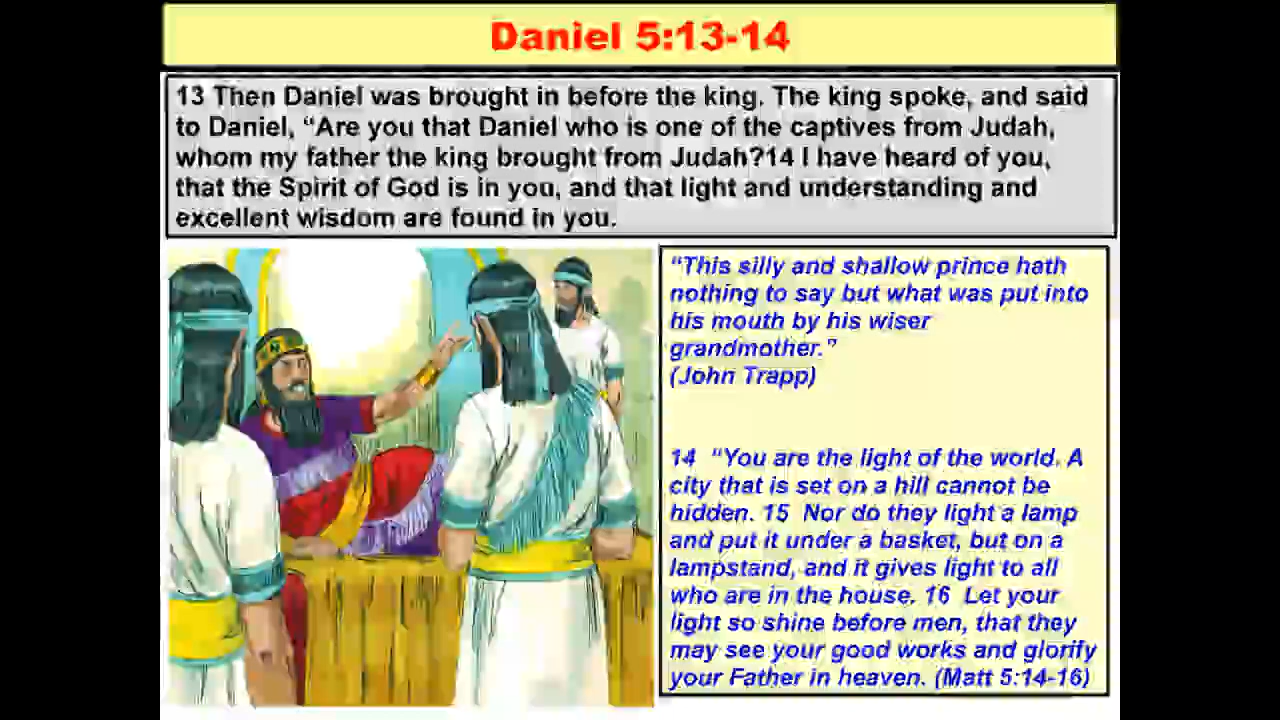 Daniel 5:13-14
13 Then Daniel was brought in before the king. The king spoke, and said
to Daniel, “Are you that Daniel who is one of the captives from Judah,
whom my father the king brought from Judah?14 I have heard of you,
that the Spirit of God is in you, and that light and understanding and
excellent wisdom are found in you.
“This silly and shallow prince hath
nothing to say but what was put into
his mouth by his wiser
grandmother.”
(John Trapp)
14 “You are the light of the world. A
city that is set on a hill cannot be
hidden. 15 Nor do they light a lamp
and put it under a basket, but on a
lampstand, and it gives light to all
who are in the house. 16 Let your
light so shine before men, that they
may see your good works and glorify
your Father in heaven. (Matt 5:14-16)